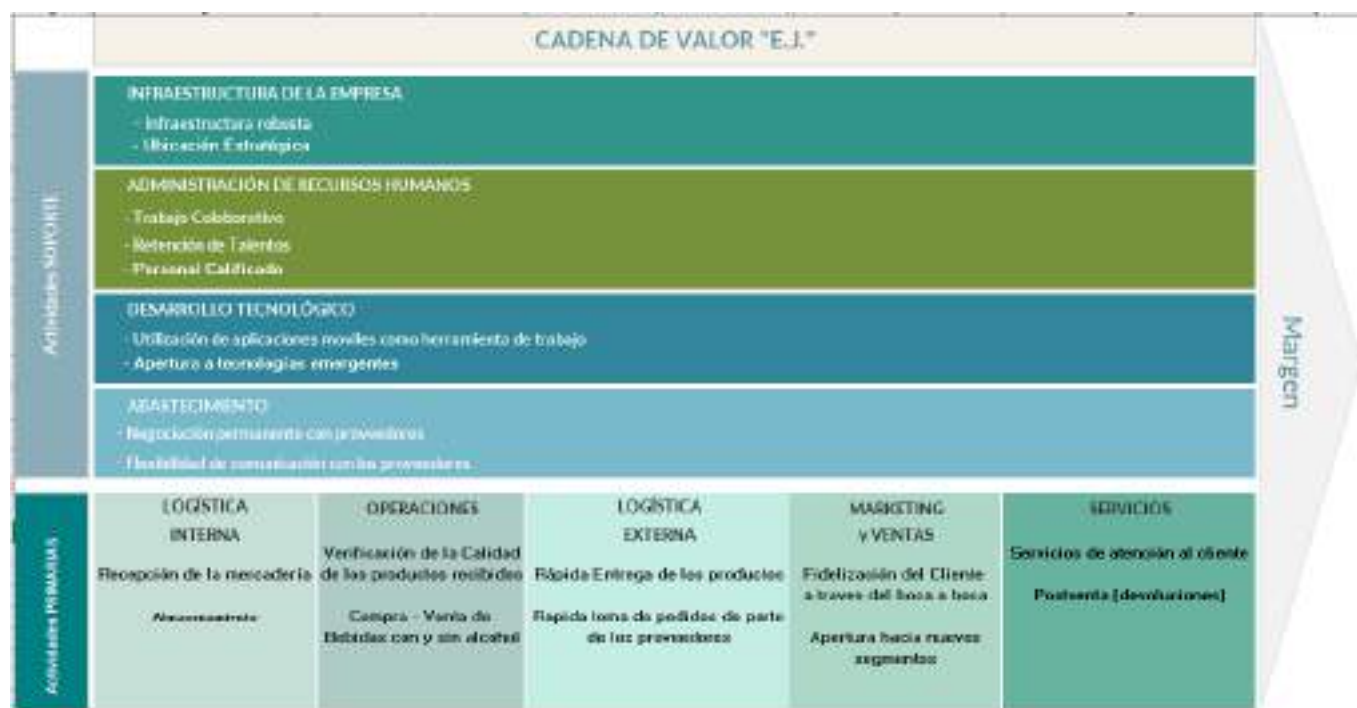 CADENA DE VALOR "E.J."
INFRAESTRUCTURA DE LA EMPRESA
- Infraestructura robusta
- Ubicación Estratégica
ADMINISTRACIÓN DE RECURSOS HUMANOS
- Trabajo Colaborativo
- Retención de Talentos
- Personal Calificado
DESARROLLO TECNOLÓGICO
- Utilización de aplicaciones moviles como herramienta de trabajo
- Apertura a tecnologías emergentes
ABASTECIMIENTO
- Negociación permanente con proveedores
- Flexibilidad de comunicación con los proveedores
Actividades SOPORTE
Margen
Actividades PRIMARIAS
LOGÍSTICA
INTERNA
Recepción de la mercadería
Almacenamiento
OPERACIONES
Verificación de la Calidad
de los productos recibidos
Compra - Venta de
Bebidas con y sin alcohol
LOGÍSTICA
EXTERNA
Rápida Entrega de los productos
Rapida toma de pedidos de parte
de los proveedores
MARKETING
y VENTAS
Fidelización del Cliente
a traves del boca a boca
Apertura hacia nuevos
segmentos
SERVICIOS
Servicios de atención al cliente
Postventa (devoluciones)